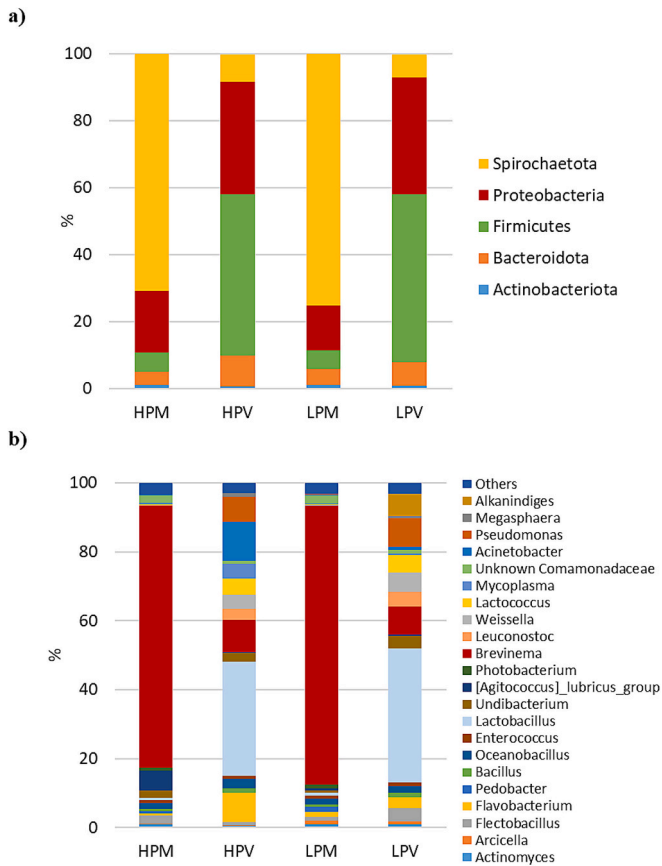 a)
100
80
60
40
20
0
%
HPM
HPV
LPM
LPV
Spirochaetota
Proteobacteria
Firmicutes
Bacteroidota
Actinobacteriota
b)
100
80
60
40
20
0
%
HPM
HPV
LPM
LPV
Others
Alkanindiges
Megasphaera
Pseudomonas
Acinetobacter
Unknown Comamonadaceae
Mycoplasma
Lactococcus
Weissella
Leuconostoc
Brevinema
Photobacterium
[Agitococcus]_lubricus_group
Undibacterium
Lactobacillus
Enterococcus
Oceanobacillus
Bacillus
Pedobacter
Flavobacterium
Flectobacillus
Arcicella
Actinomyces